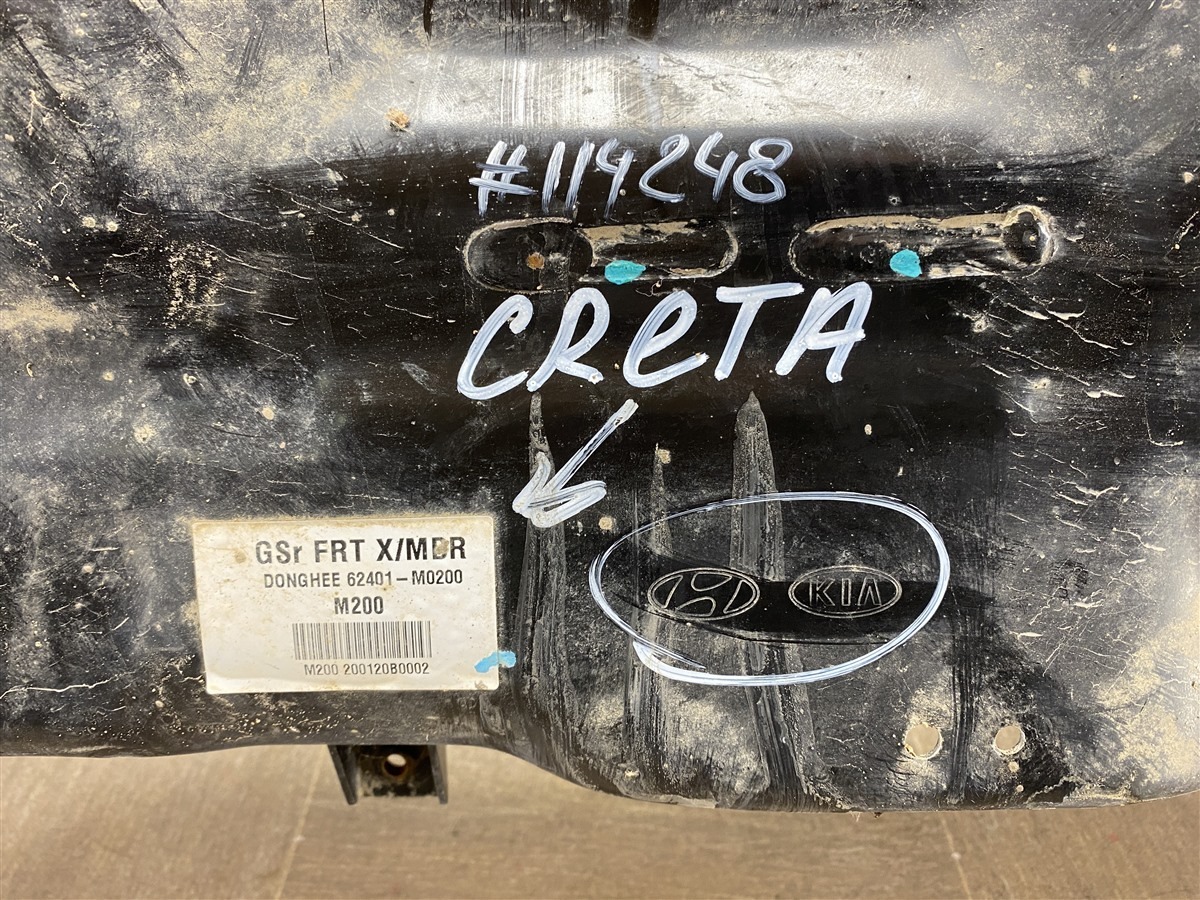 #114248
CReTA
GSr FRT X/MBR
DONGHEE 62401-M0200
M200
M200 200120B0002
KIA